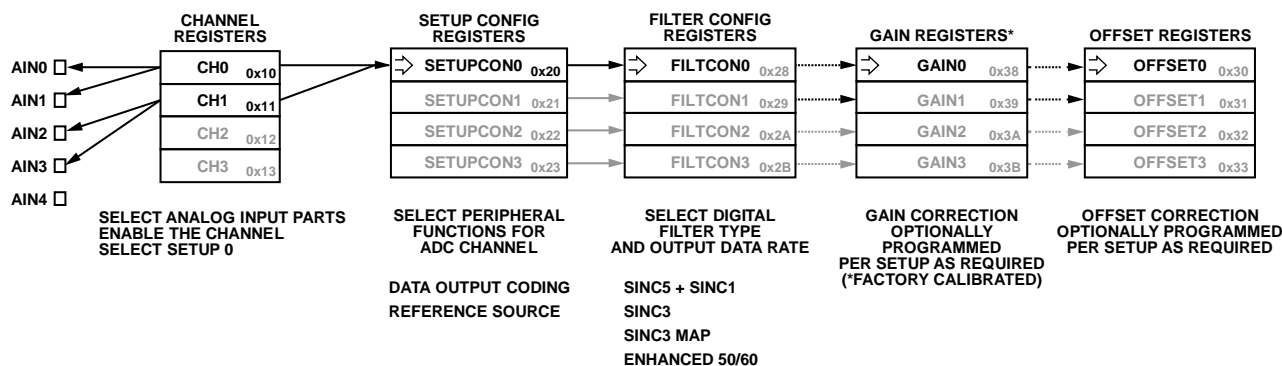 CHANNEL
REGISTERS
SETUP CONFIG
REGISTERS
FILTER CONFIG
REGISTERS
GAIN REGISTERS*
OFFSET REGISTERS
AIN0
AIN1
AIN2
AIN3
AIN4
CH0 0x10
CH1 0x11
CH2 0x12
CH3 0x13
SELECT ANALOG INPUT PARTS
ENABLE THE CHANNEL
SELECT SETUP 0
SETUPCON0 0x20
SETUPCON1 0x21
SETUPCON2 0x22
SETUPCON3 0x23
SELECT PERIPHERAL
FUNCTIONS FOR
ADC CHANNEL
DATA OUTPUT CODING
REFERENCE SOURCE
FILTCON0 0x28
FILTCON1 0x29
FILTCON2 0x2A
FILTCON3 0x2B
SELECT DIGITAL
FILTER TYPE
AND OUTPUT DATA RATE
SINC5 + SINC1
SINC3
SINC3 MAP
ENHANCED 50/60
GAIN0 0x38
GAIN1 0x39
GAIN2 0x3A
GAIN3 0x3B
GAIN CORRECTION
OPTIONALLY
PROGRAMMED
PER SETUP AS REQUIRED
(*FACTORY CALIBRATED)
OFFSET0 0x30
OFFSET1 0x31
OFFSET2 0x32
OFFSET3 0x33
OFFSET CORRECTION
OPTIONALLY PROGRAMMED
PER SETUP AS REQUIRED